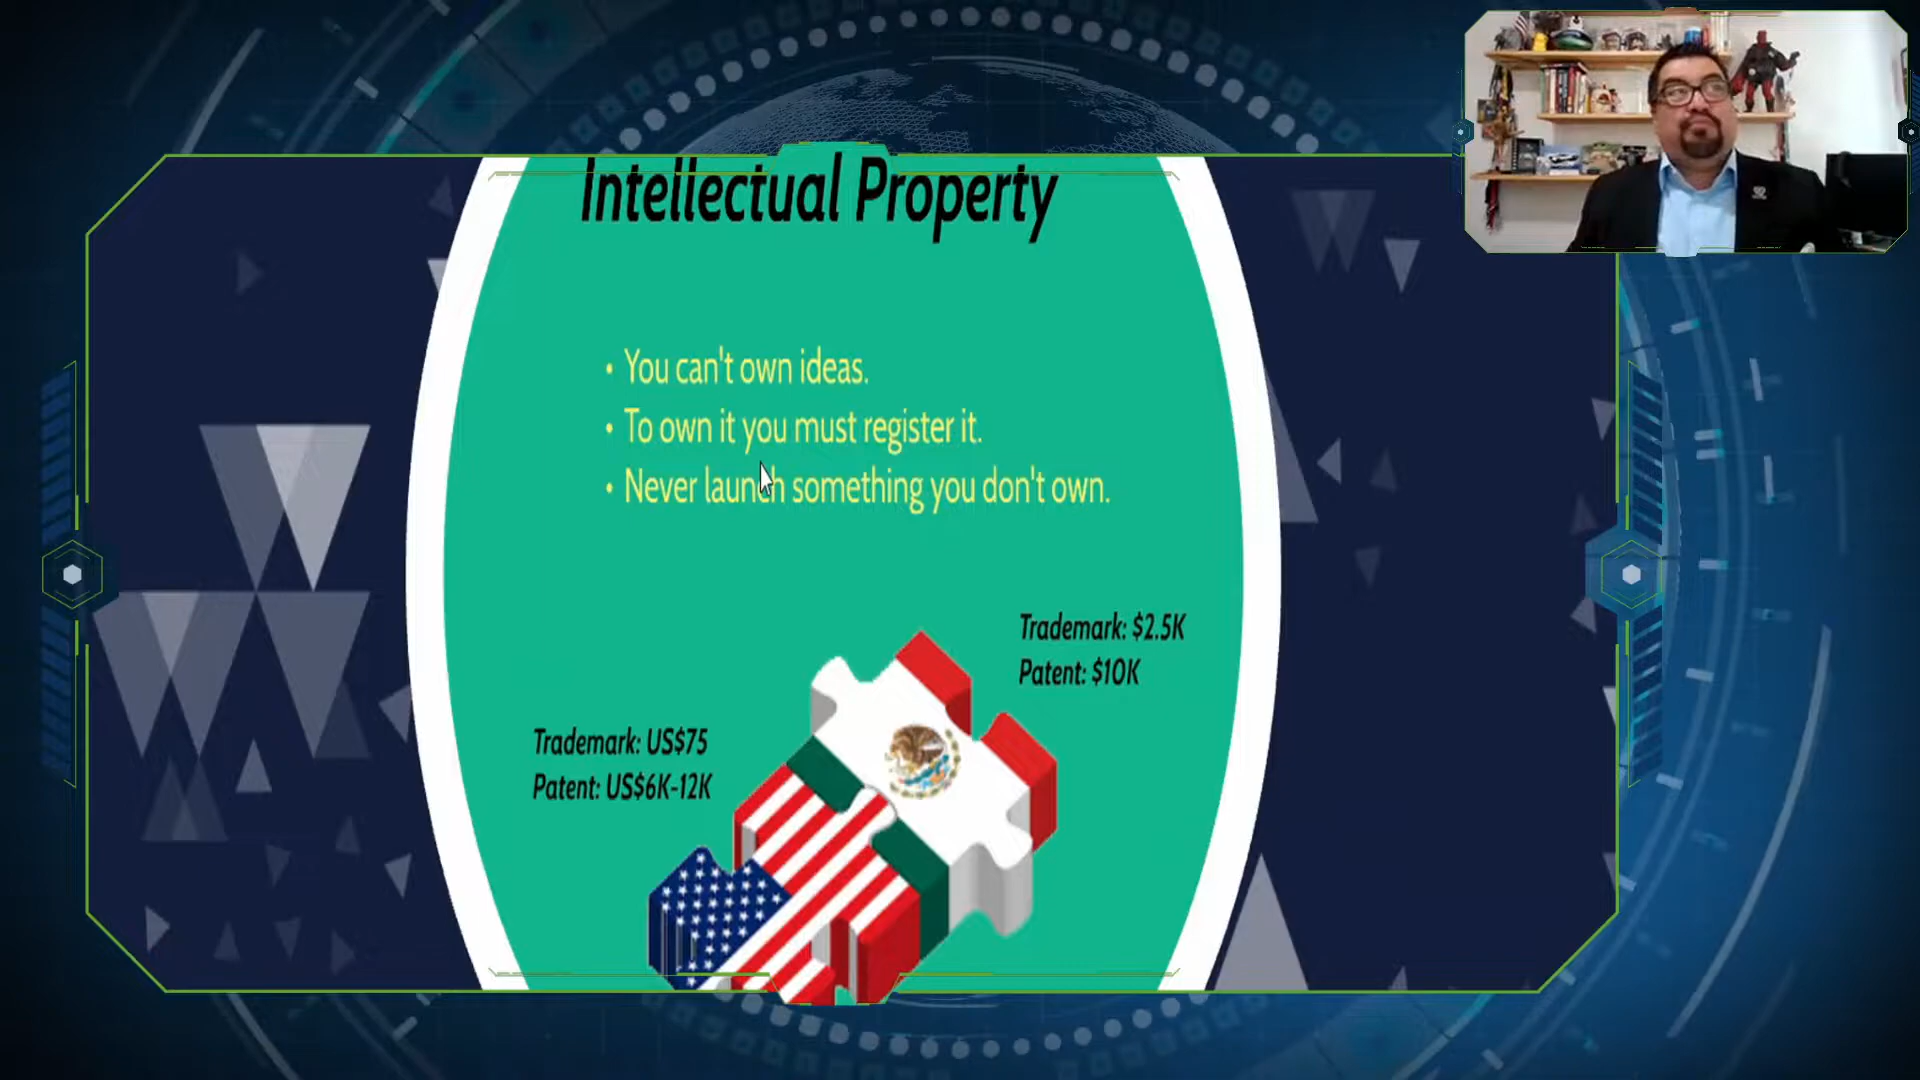 Intellectual Property
• You can't own ideas.
• To own it you must register it.
• Never launch something you don't own.
Trademark: $2.5K
Patent: $10K
Trademark: US$75
Patent: US$6K-12K